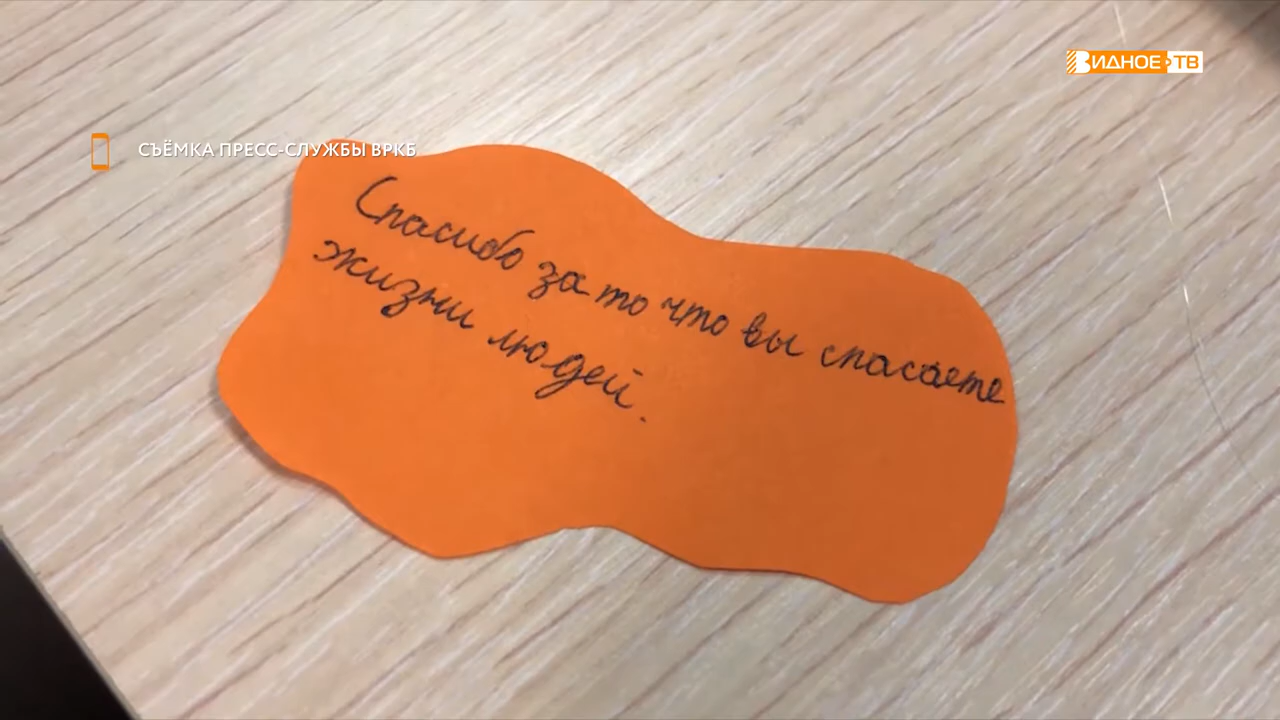 ВИДНОЕ ТВ
СЪЁМКА ПРЕСС-СЛУЖБЫ ВРКБ
Спасибо за то что вы спасаете
жизни людей.